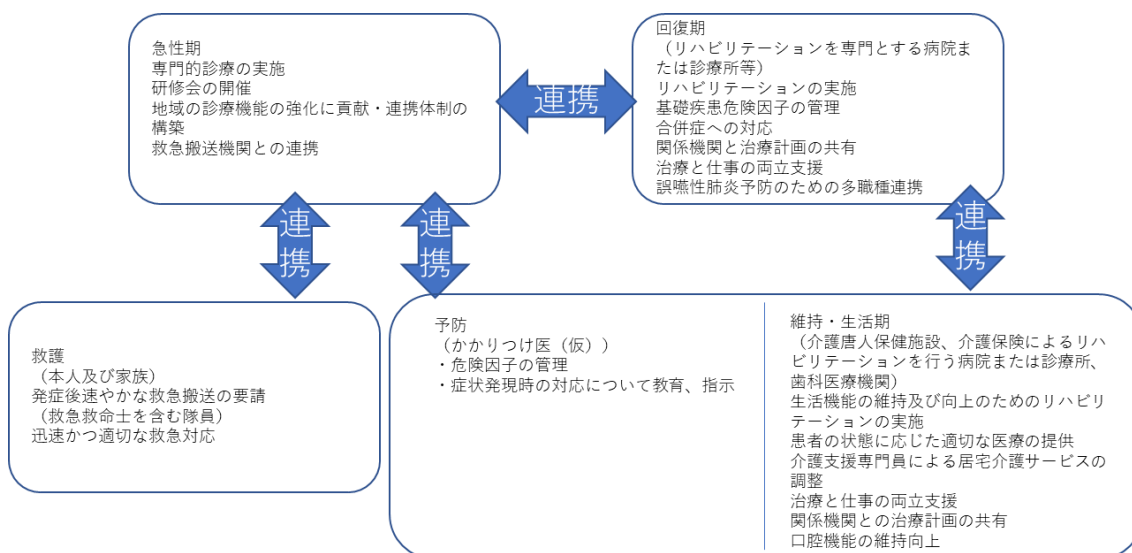 急性期
専門的診療の実施
研修会の開催
地域の診療機能の強化に貢献・連携体制の
構築
救急搬送機関との連携
連携
回復期
（リハビリテーションを専門とする病院ま
たは診療所等）
リハビリテーションの実施
基礎疾患危険因子の管理
合併症への対応
関係機関と治療計画の共有
治療と仕事の両立支援
誤嚥性肺炎予防のための多職種連携
連携
連携
連携
救護
（本人及び家族）
発症後速やかな救急搬送の要請
（救急救命士を含む隊員）
迅速かつ適切な救急対応
予防
（かかりつけ医（仮））
・危険因子の管理
・症状発現時の対応について教育、指示
維持・生活期
（介護唐人保健施設、介護保険によるリハ
ビリテーションを行う病院または診療所、
歯科医療機関）
生活機能の維持及び向上のためのリハビリ
テーションの実施
患者の状態に応じた適切な医療の提供
介護支援専門員による居宅介護サービスの
調整
治療と仕事の両立支援
関係機関との治療計画の共有
口腔機能の維持向上